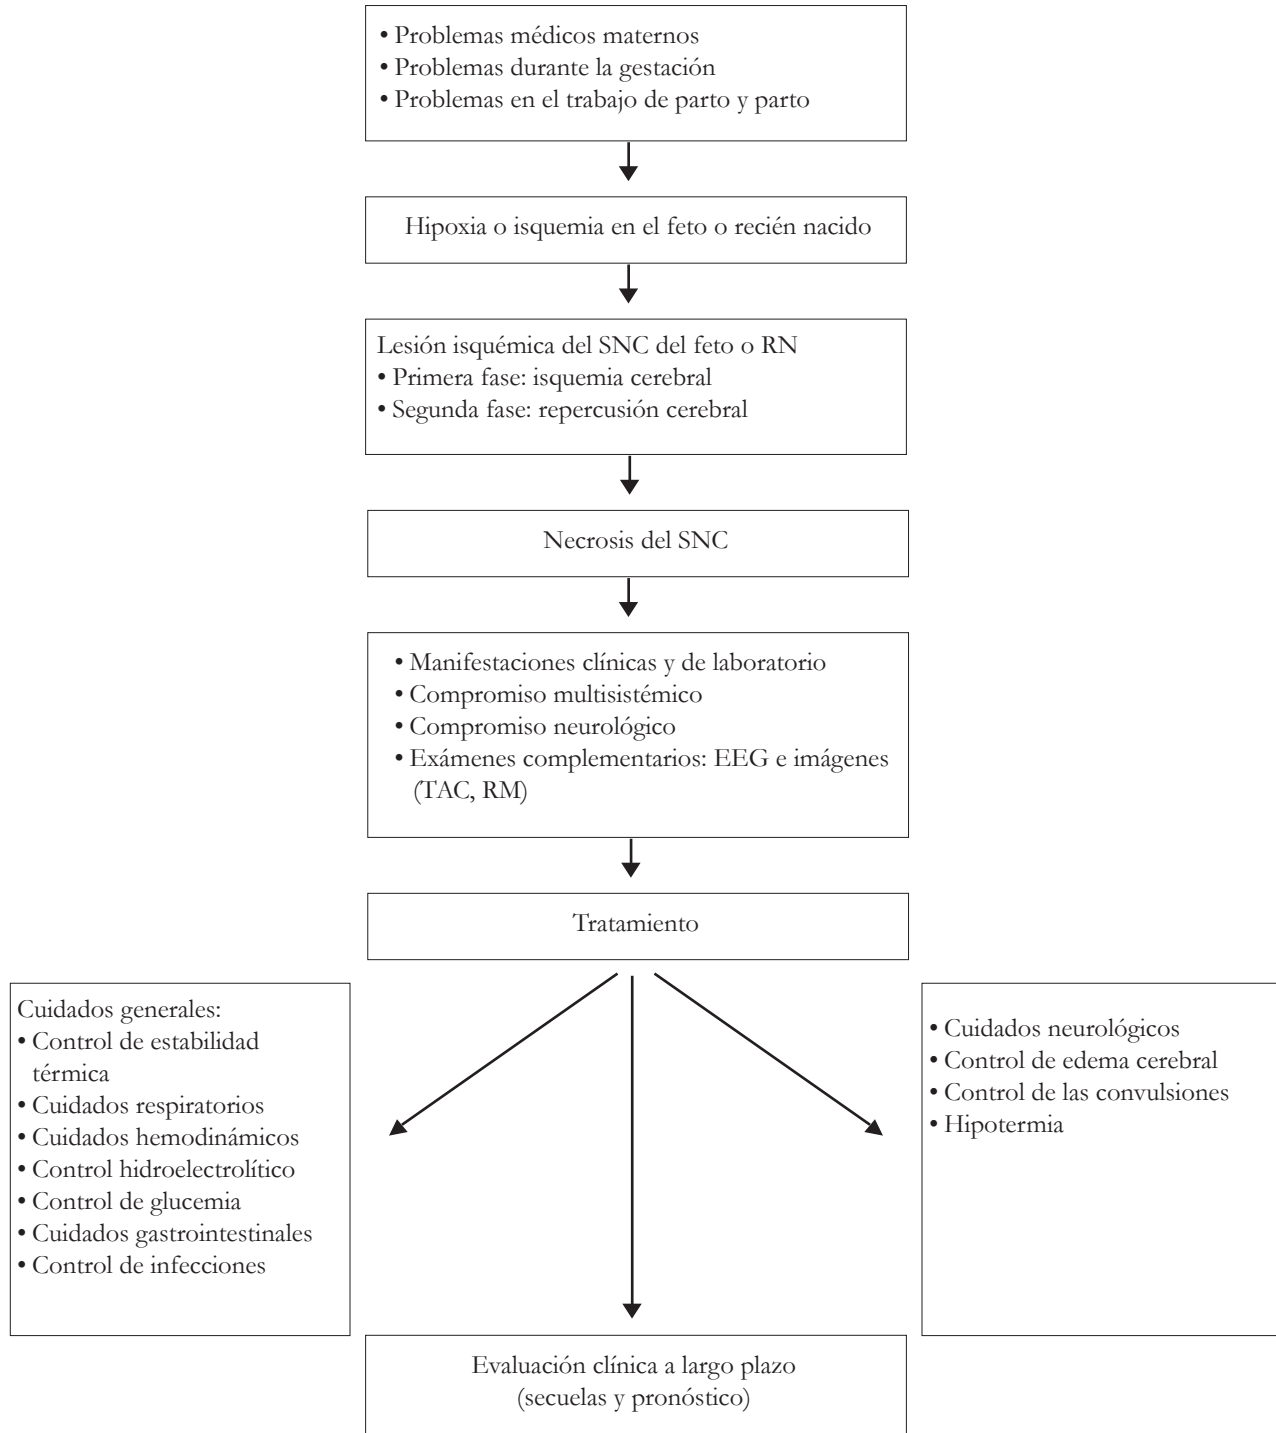 • Problemas médicos maternos
• Problemas durante la gestación
• Problemas en el trabajo de parto y parto
Hipoxia o isquemia en el feto o recién nacido
Lesión isquémica del SNC del feto o RN
• Primera fase: isquemia cerebral
• Segunda fase: repercusión cerebral
Necrosis del SNC
• Manifestaciones clínicas y de laboratorio
• Compromiso multisistémico
• Compromiso neurológico
• Exámenes complementarios: EEG e imágenes
(TAC, RM)
Tratamiento
Cuidados generales:
• Control de estabilidad
térmica
• Cuidados respiratorios
• Cuidados hemodinámicos
• Control hidroelectrolítico
• Control de glucemia
• Cuidados gastrointestinales
• Control de infecciones
• Cuidados neurológicos
• Control de edema cerebral
• Control de las convulsiones
• Hipotermia
Evaluación clínica a largo plazo
(secuelas y pronóstico)